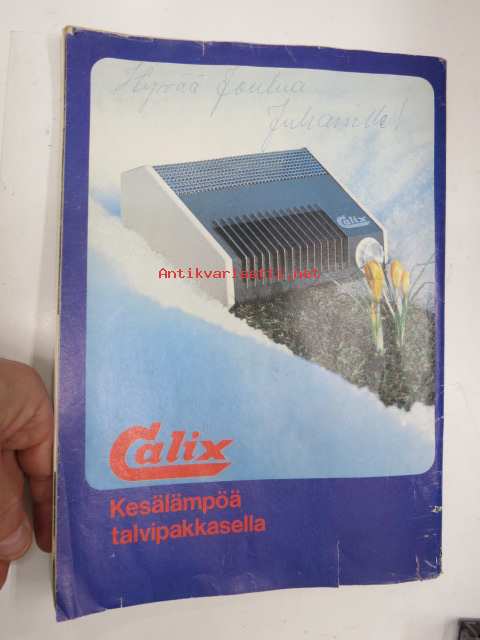 Hyvää Joulua
Juhanille!
Calix
Antikvariaatti.net
Calix
Kesälämpöä
talvipakkasella